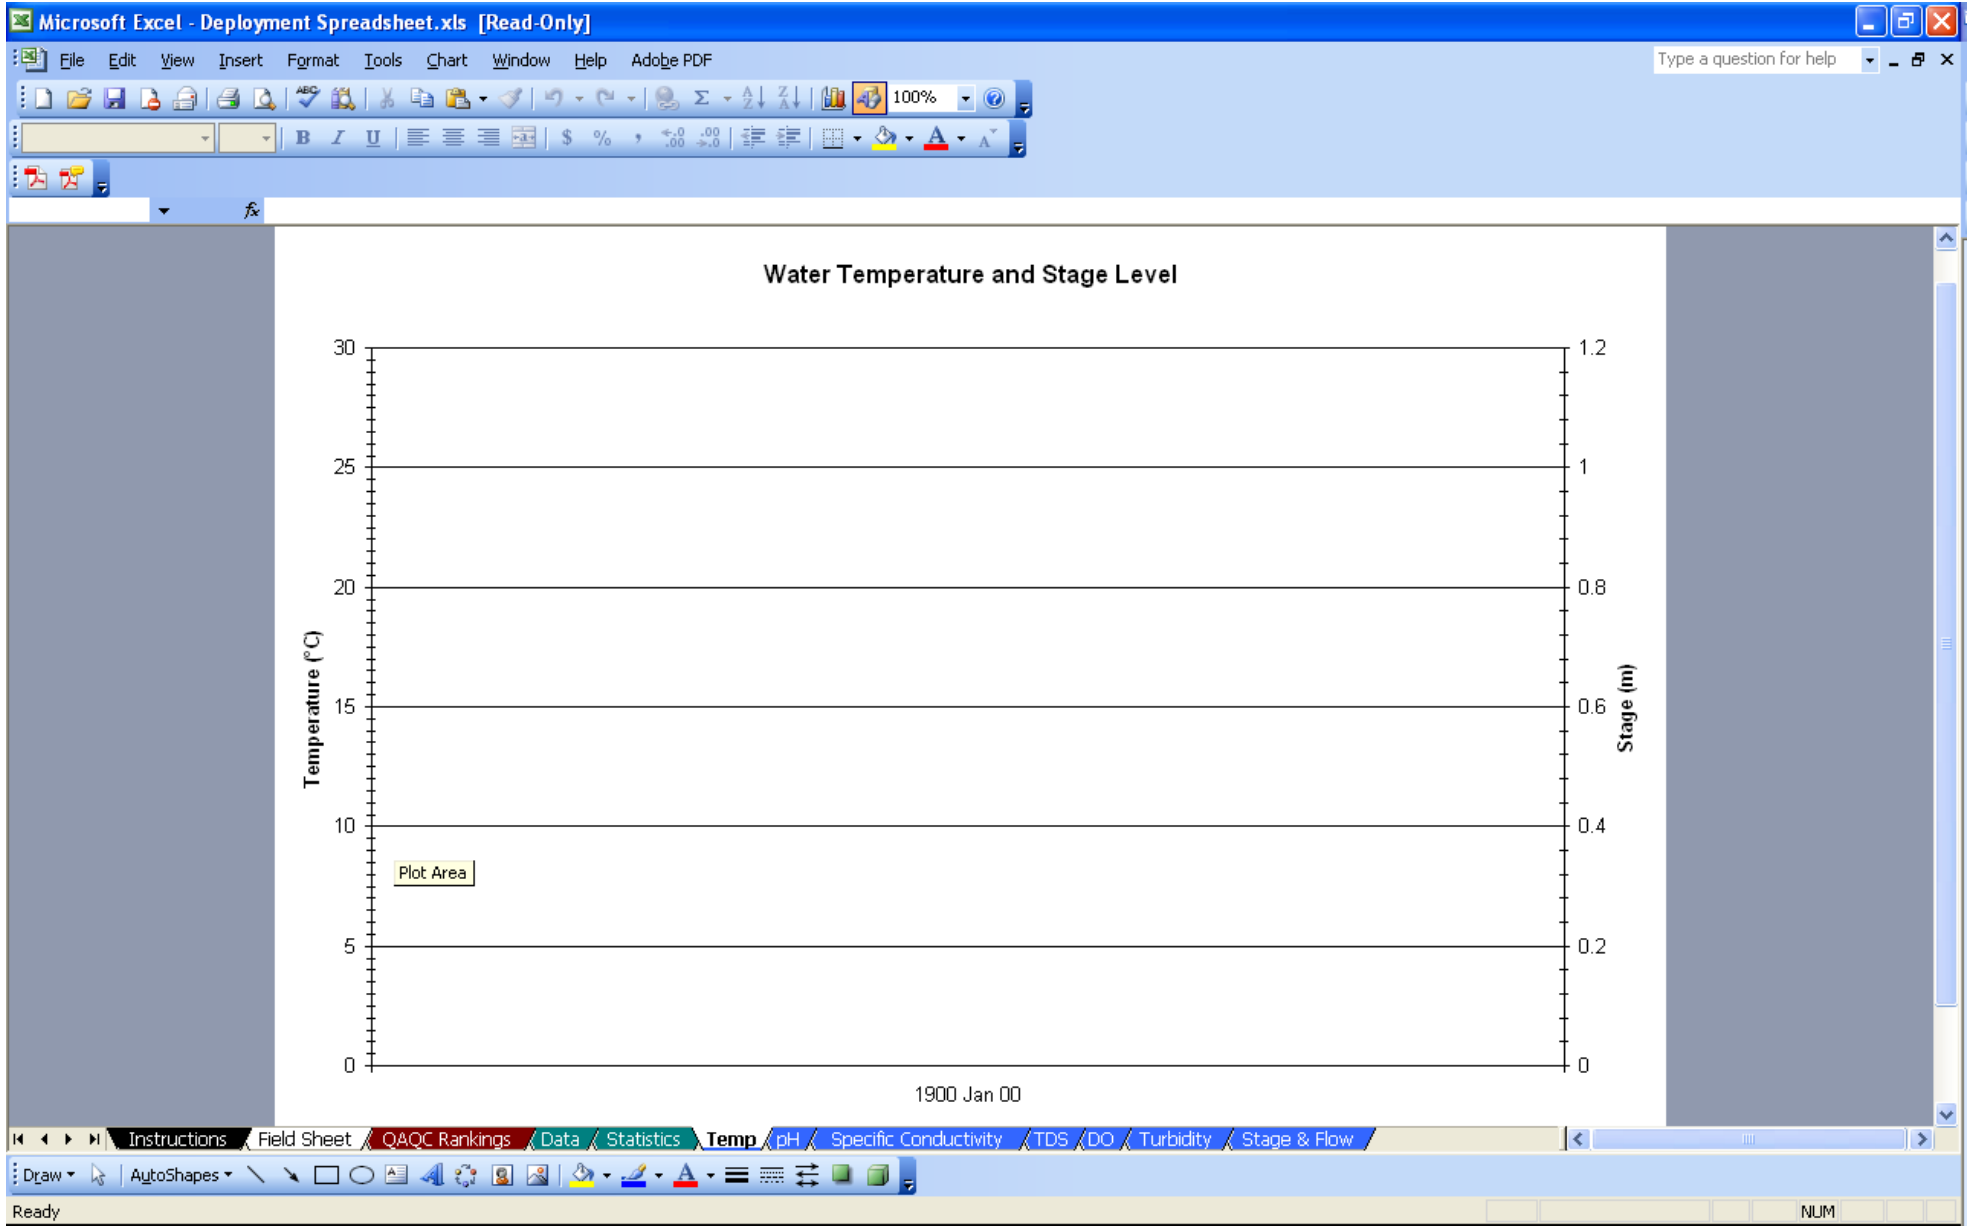 Microsoft Excel - Deployment Spreadsheet.xls [Read-Only]
File Edit View Insert Format Tools Chart Window Help Adobe PDF Type a question for help
100%
B I U $ % , .00 A A
fx
Water Temperature and Stage Level
30 1.2
25 1
20 0.8
Temperature (°C)
Stage (m)
15 0.6
10 0.4
Plot Area
5 0.2
0 0
1900 Jan 00
Instructions Field Sheet QAQC Rankings Data Statistics Temp pH Specific Conductivity TDS DO Turbidity Stage & Flow
Draw AutoShapes A
Ready NUM